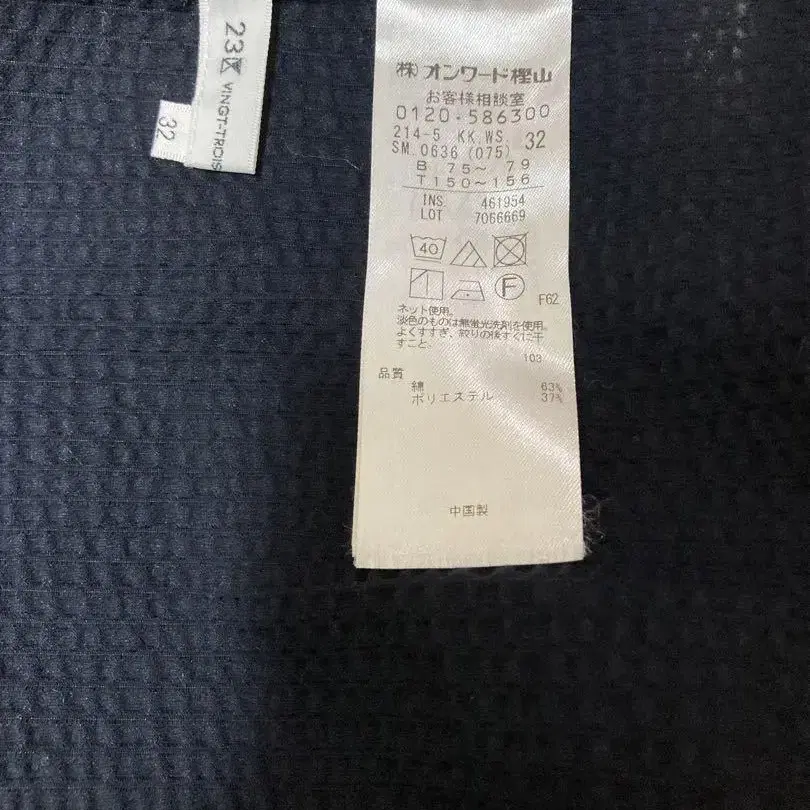 23区
VINGT-TROIS
32
(株)オンワード樫山
お客様相談室
0120・586300
214-5 KK.WS. 32
SM.0636(075)
B 75～ 79
T150～156
INS. 461954
LOT 7066669
40
F
F62
ネット使用。
淡色のものは無蛍光洗剤を使用。
よくすすぎ、絞りの後すぐに干
すこと。
103
品質
綿 63%
ポリエステル 37%
中国製